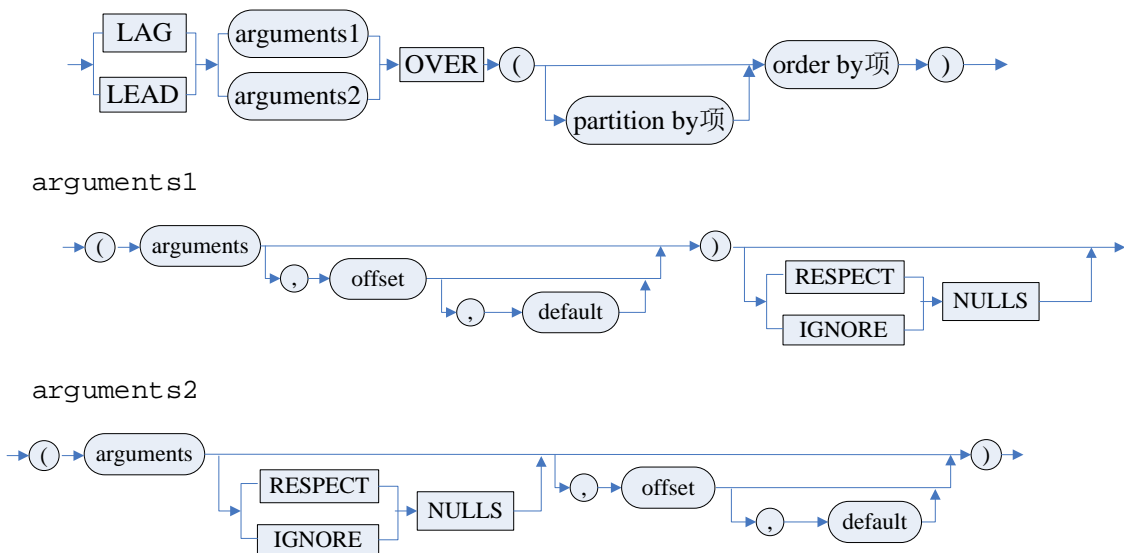 LAG
arguments1
OVER
(
order by项
)
LEAD
arguments2
partition by项
arguments1
(
arguments
)
,
offset
RESPECT
NULLS
,
default
IGNORE
arguments2
(
arguments
)
RESPECT
NULLS
,
offset
IGNORE
,
default